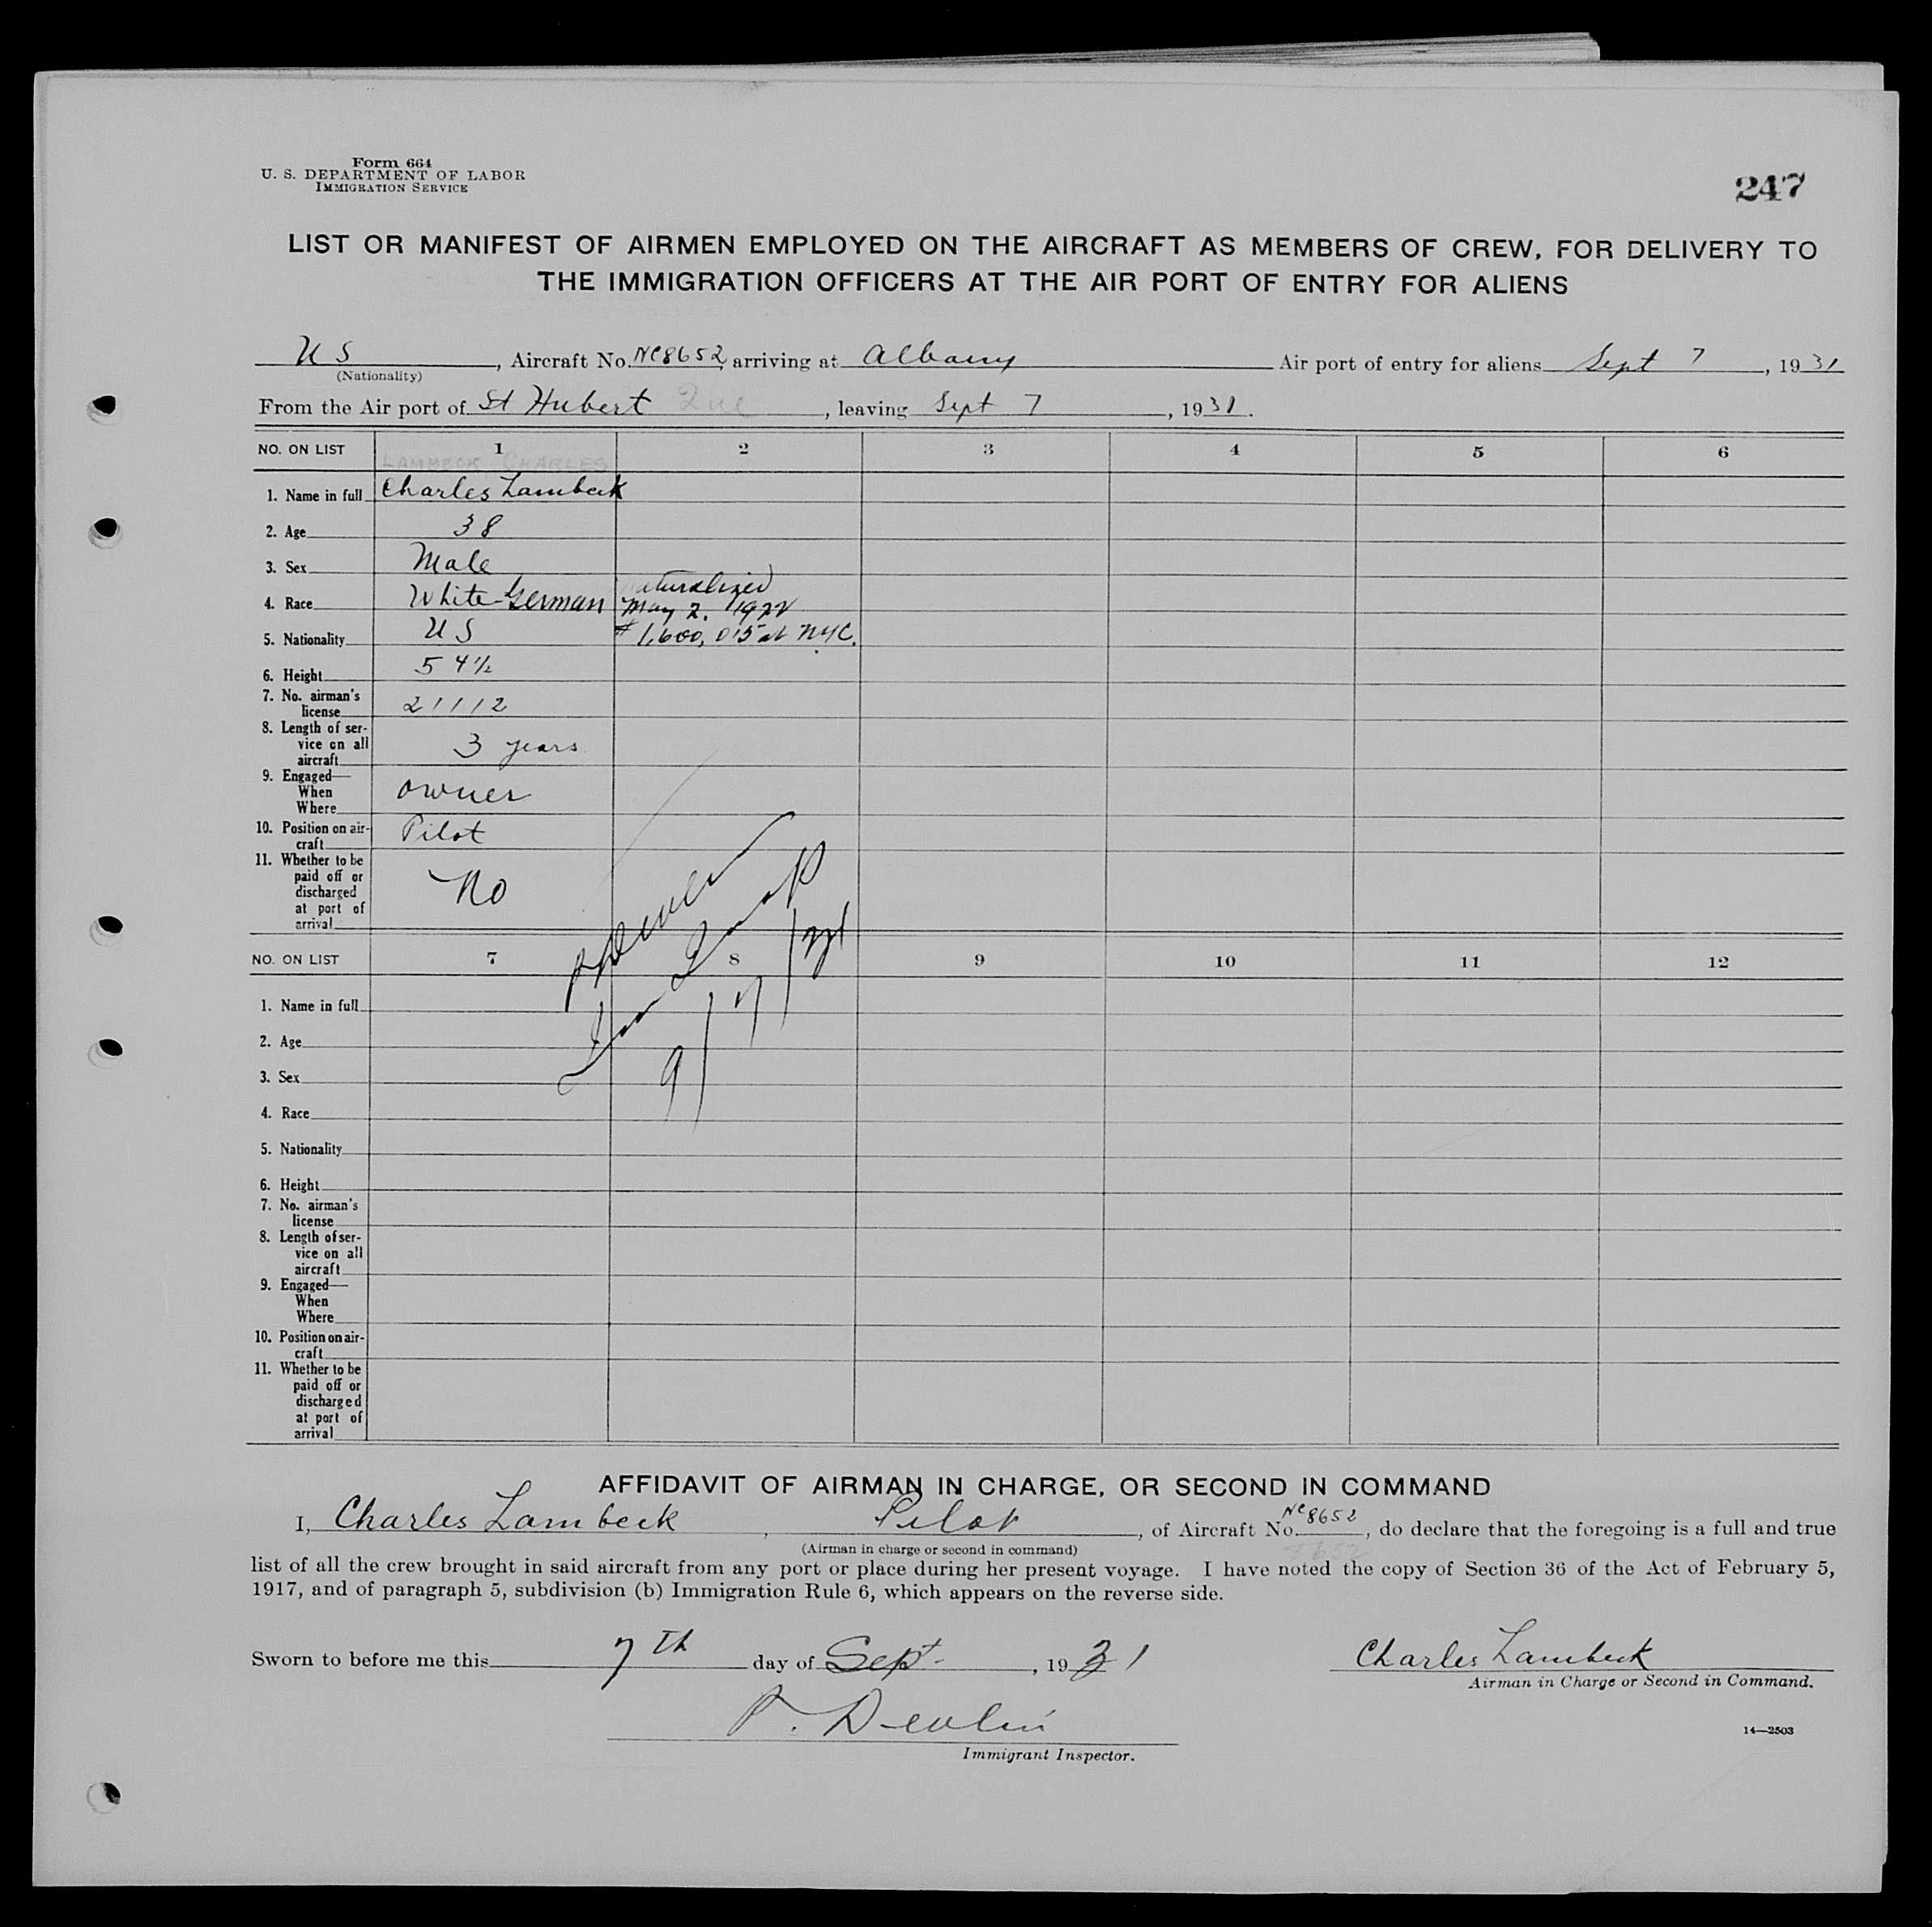 Form 664
U. S. DEPARTMENT OF LABOR
IMMIGRATION SERVICE
247
LIST OR MANIFEST OF AIRMEN EMPLOYED ON THE AIRCRAFT AS MEMBERS OF CREW, FOR DELIVERY TO
THE IMMIGRATION OFFICERS AT THE AIR PORT OF ENTRY FOR ALIENS
U S, Aircraft No. NC8652, arriving at Albany Air port of entry for aliens Sept 7, 1931
(Nationality)
From the Air port of St Hubert Que, leaving Sept 7, 1931.
NO. ON LIST 1 2 3 4 5 6
LAMBECK CHARLES
1. Name in full Charles Lambeck
2. Age 38
3. Sex Male
naturalized
4. Race White-German May 2. 1922
5. Nationality U S # 1,600,015 at NYC.
6. Height 5 4½
7. No. airman's
license 21112
8. Length of ser-
vice on all
aircraft 3 years
9. Engaged—
When owner
Where
10. Position on air- Pilot
craft
11. Whether to be
paid off or
discharged No
at port of
arrival
9/7/31
NO. ON LIST 7 8 9 10 11 12
1. Name in full
2. Age
3. Sex
4. Race
5. Nationality
6. Height
7. No. airman's
license
8. Length of ser-
vice on all
aircraft
9. Engaged—
When
Where
10. Position on air-
craft
11. Whether to be
paid off or
discharged
at port of
arrival
AFFIDAVIT OF AIRMAN IN CHARGE, OR SECOND IN COMMAND
I, Charles Lambeck, Pilot, of Aircraft No. NC8652, do declare that the foregoing is a full and true
(Airman in charge or second in command)
list of all the crew brought in said aircraft from any port or place during her present voyage. I have noted the copy of Section 36 of the Act of February 5,
1917, and of paragraph 5, subdivision (b) Immigration Rule 6, which appears on the reverse side.
Sworn to before me this 7th day of Sept., 1931 Charles Lambeck
Airman in Charge or Second in Command.
P. Devlin
Immigrant Inspector.
14—2503